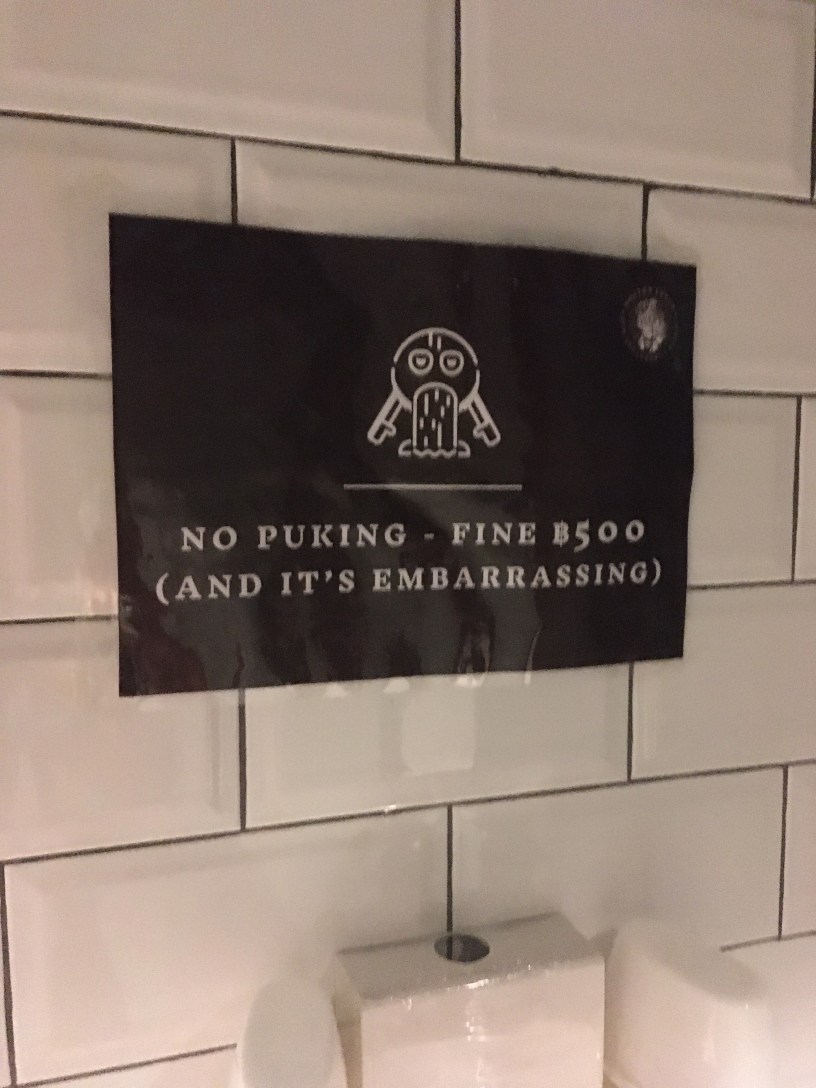 NO PUKING - FINE ฿500
(AND IT'S EMBARRASSING)